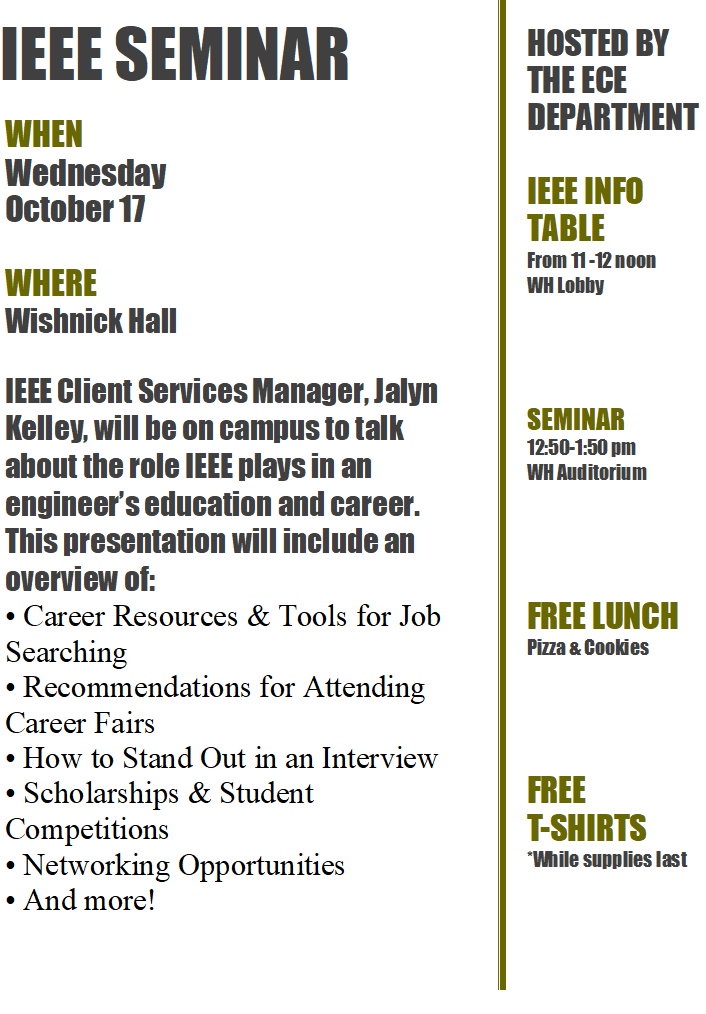 IEEE SEMINAR
WHEN
Wednesday
October 17
WHERE
Wishnick Hall
IEEE Client Services Manager, Jalyn
Kelley, will be on campus to talk
about the role IEEE plays in an
engineer’s education and career.
This presentation will include an
overview of:
• Career Resources & Tools for Job
Searching
• Recommendations for Attending
Career Fairs
• How to Stand Out in an Interview
• Scholarships & Student
Competitions
• Networking Opportunities
• And more!
HOSTED BY
THE ECE
DEPARTMENT
IEEE INFO
TABLE
From 11 -12 noon
WH Lobby
SEMINAR
12:50-1:50 pm
WH Auditorium
FREE LUNCH
Pizza & Cookies
FREE
T-SHIRTS
*While supplies last